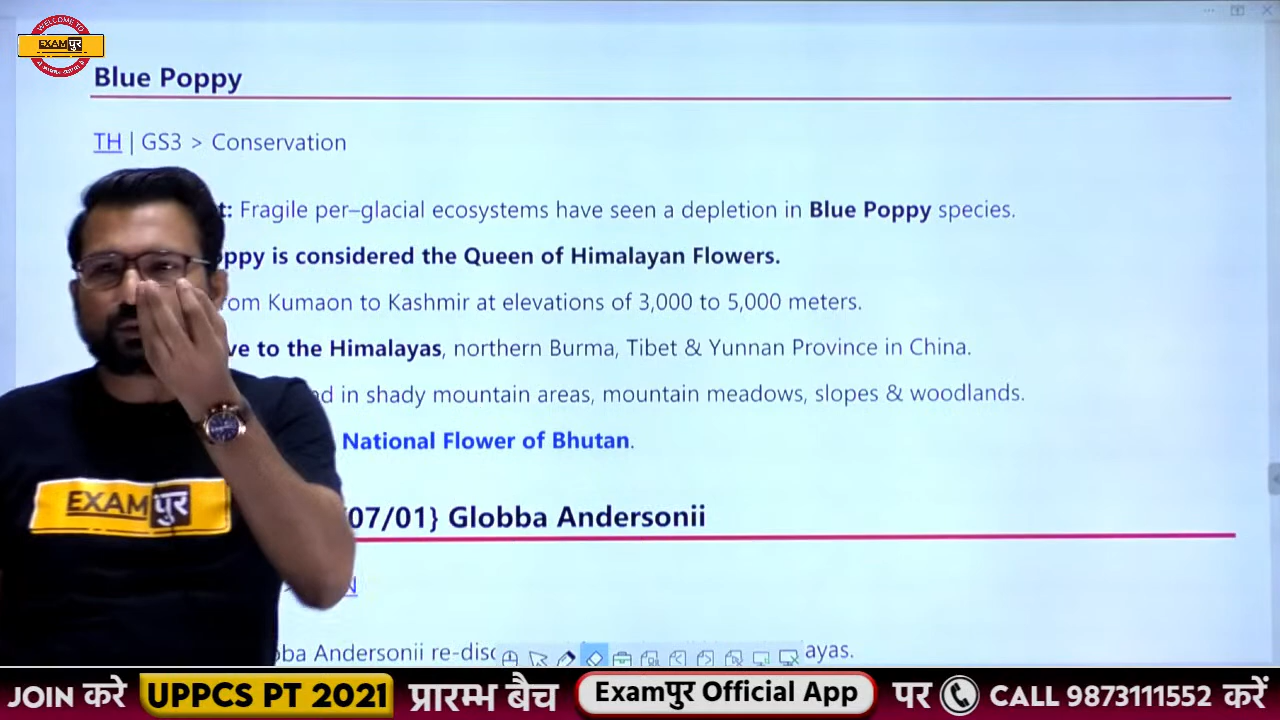 WELCOME TO
EXAMपुर
Blue Poppy
TH | GS3 > Conservation
t: Fragile per–glacial ecosystems have seen a depletion in Blue Poppy species.
oppy is considered the Queen of Himalayan Flowers.
rom Kumaon to Kashmir at elevations of 3,000 to 5,000 meters.
ve to the Himalayas, northern Burma, Tibet & Yunnan Province in China.
nd in shady mountain areas, mountain meadows, slopes & woodlands.
National Flower of Bhutan.
07/01} Globba Andersonii
N
bba Andersonii re-disc
ayas.
EXAMपुर
JOIN करे UPPCS PT 2021 प्रारम्भ बैच Examपुर Official App पर CALL 9873111552 करें